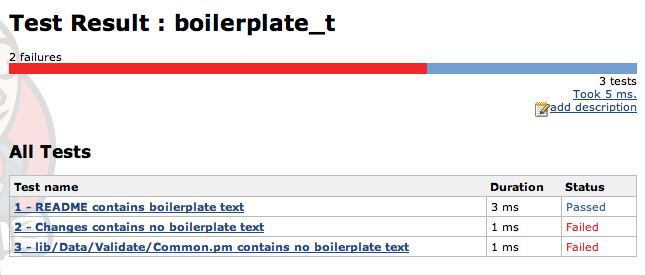 Test Result : boilerplate_t
2 failures
3 tests
Took 5 ms.
add description
All Tests
Test name Duration Status
1 - README contains boilerplate text 3 ms Passed
2 - Changes contains no boilerplate text 1 ms Failed
3 - lib/Data/Validate/Common.pm contains no boilerplate text 1 ms Failed